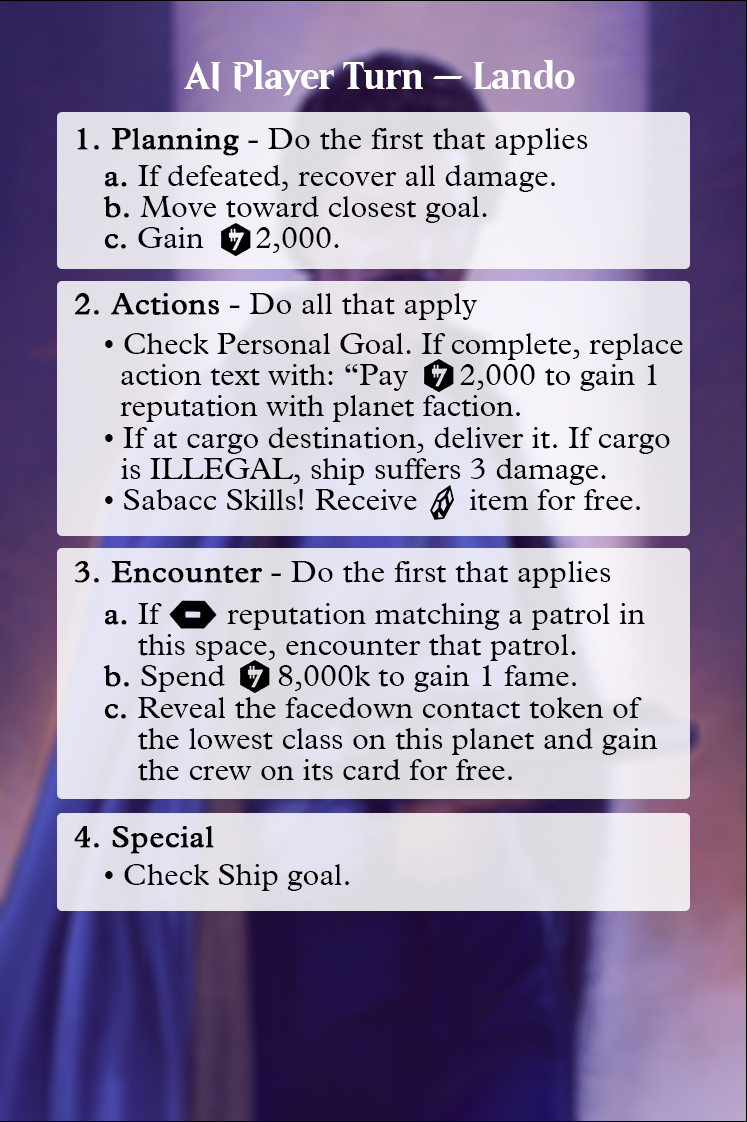 AI Player Turn — Lando
1. Planning - Do the first that applies
a. If defeated, recover all damage.
b. Move toward closest goal.
c. Gain 2,000.
2. Actions - Do all that apply
• Check Personal Goal. If complete, replace
action text with: “Pay 2,000 to gain 1
reputation with planet faction.
• If at cargo destination, deliver it. If cargo
is ILLEGAL, ship suffers 3 damage.
• Sabacc Skills! Receive item for free.
3. Encounter - Do the first that applies
a. If reputation matching a patrol in
this space, encounter that patrol.
b. Spend 8,000k to gain 1 fame.
c. Reveal the facedown contact token of
the lowest class on this planet and gain
the crew on its card for free.
4. Special
• Check Ship goal.